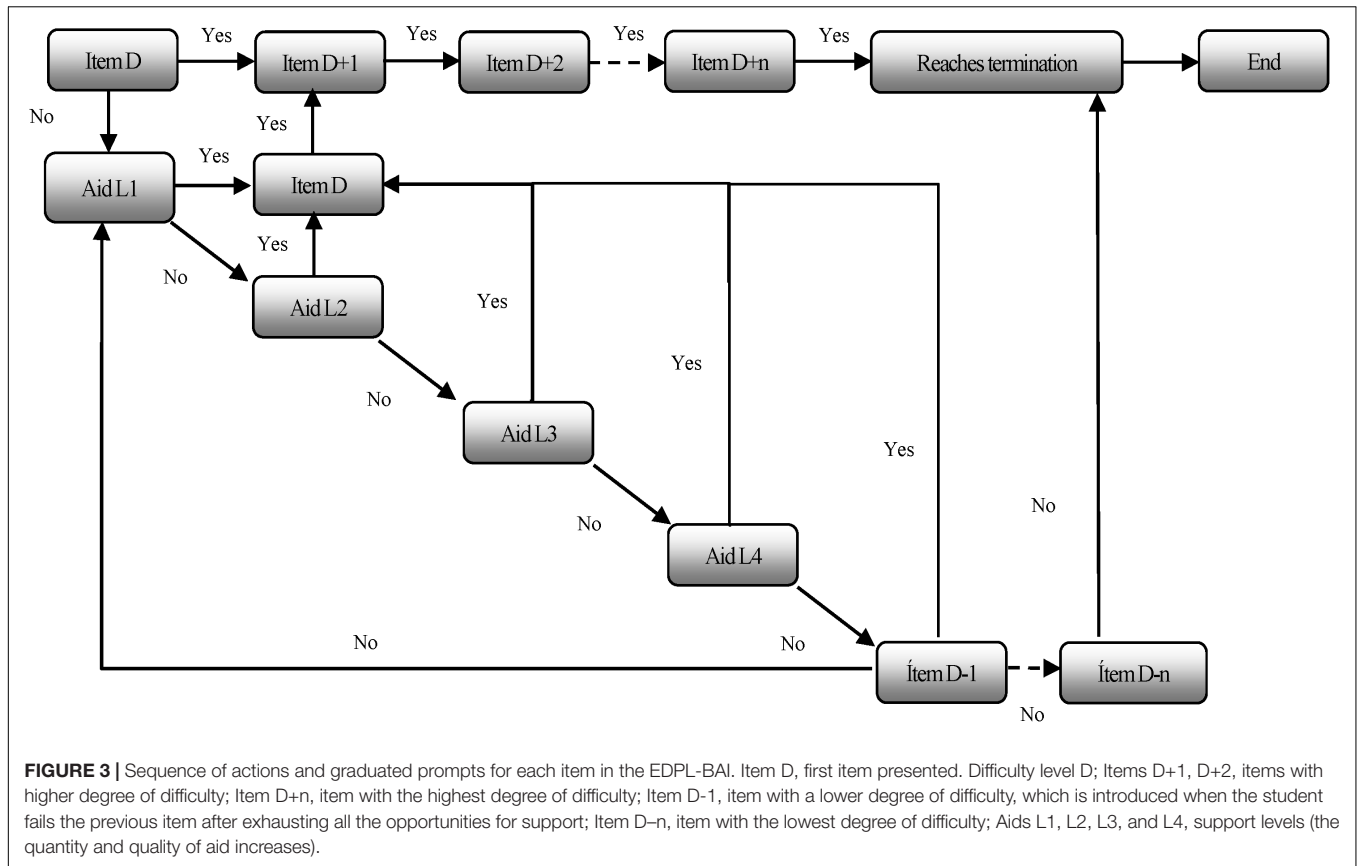 Yes Yes Yes Yes
Item D Item D+1 Item D+2 Item D+n Reaches termination End
No Yes
Yes
Aid L1 Item D
No Yes
Aid L2 Yes
Yes
No
Aid L3 Yes
No
No
Aid L4
No No
Ítem D-1 Ítem D-n
No
FIGURE 3 | Sequence of actions and graduated prompts for each item in the EDPL-BAI. Item D, first item presented. Difficulty level D; Items D+1, D+2, items with
higher degree of difficulty; Item D+n, item with the highest degree of difficulty; Item D-1, item with a lower degree of difficulty, which is introduced when the student
fails the previous item after exhausting all the opportunities for support; Item D–n, item with the lowest degree of difficulty; Aids L1, L2, L3, and L4, support levels (the
quantity and quality of aid increases).